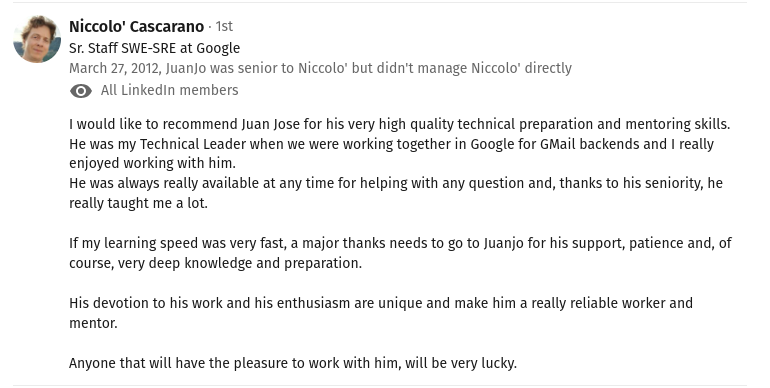 Niccolo' Cascarano · 1st
Sr. Staff SWE-SRE at Google
March 27, 2012, JuanJo was senior to Niccolo' but didn't manage Niccolo' directly
All LinkedIn members
I would like to recommend Juan Jose for his very high quality technical preparation and mentoring skills.
He was my Technical Leader when we were working together in Google for GMail backends and I really
enjoyed working with him.
He was always really available at any time for helping with any question and, thanks to his seniority, he
really taught me a lot.
If my learning speed was very fast, a major thanks needs to go to Juanjo for his support, patience and, of
course, very deep knowledge and preparation.
His devotion to his work and his enthusiasm are unique and make him a really reliable worker and
mentor.
Anyone that will have the pleasure to work with him, will be very lucky.